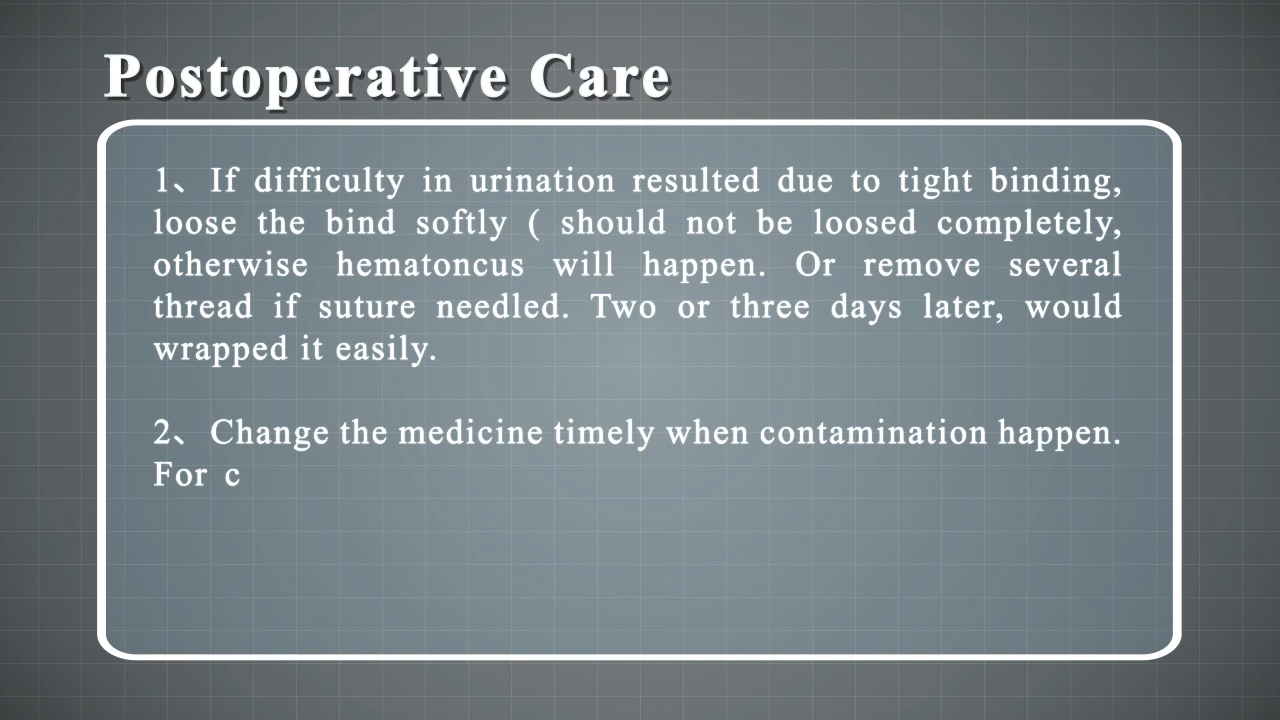 Postoperative Care
1、 If difficulty in urination resulted due to tight binding,
loose the bind softly ( should not be loosed completely,
otherwise hematoncus will happen. Or remove several
thread if suture needled. Two or three days later, would
wrapped it easily.
2、 Change the medicine timely when contamination happen.
For c